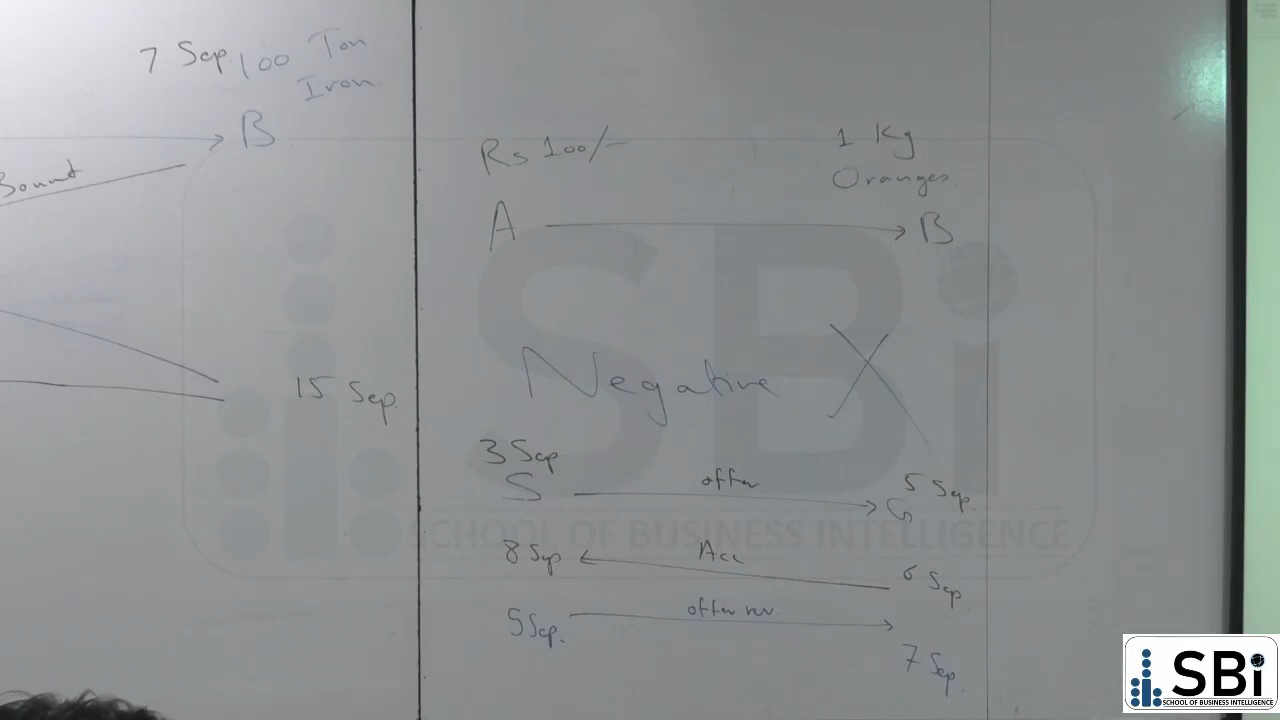 7 Sep. 100 Ton
Iron.
B
Bound
15 Sep.
Rs 100/-
1 Kg
Oranges.
A B
Negative X
3 Sep
S offer 5 Sep.
G
8 Sep Acc 6 Sep.
5 Sep. offer rev.
7 Sep.
SBi
SCHOOL OF BUSINESS INTELLIGENCE
SBi
SCHOOL OF BUSINESS INTELLIGENCE